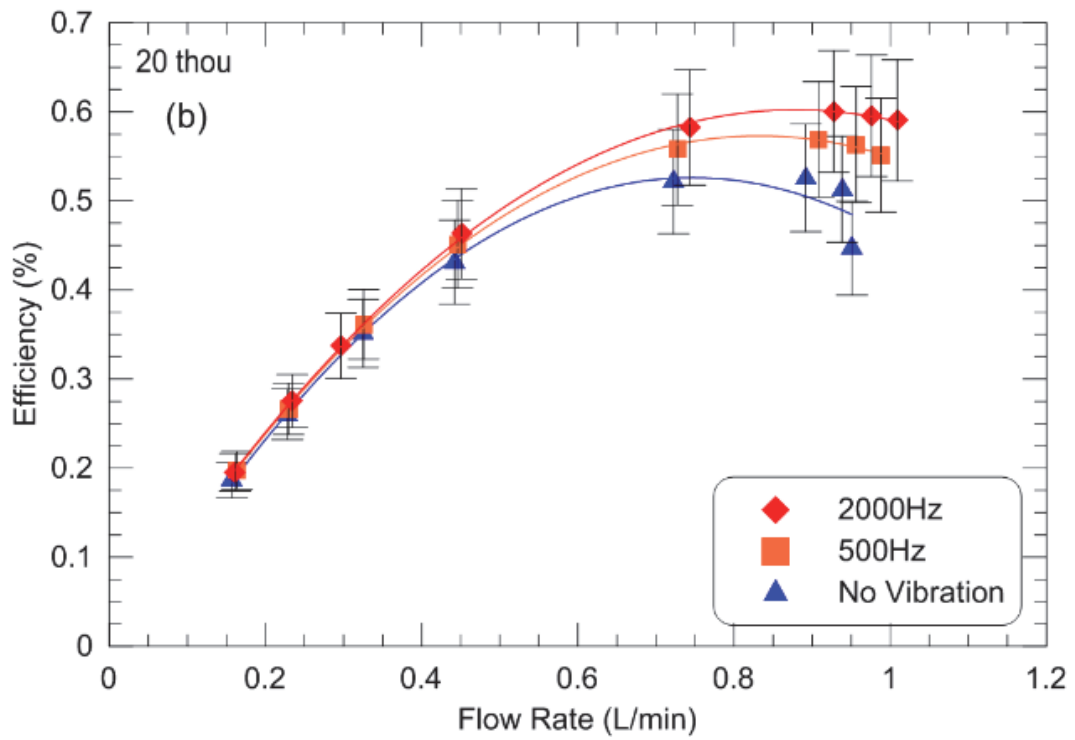 20 thou
(b)
Efficiency (%)
0.7
0.6
0.5
0.4
0.3
0.2
0.1
0
2000Hz
500Hz
No Vibration
0 0.2 0.4 0.6 0.8 1 1.2
Flow Rate (L/min)